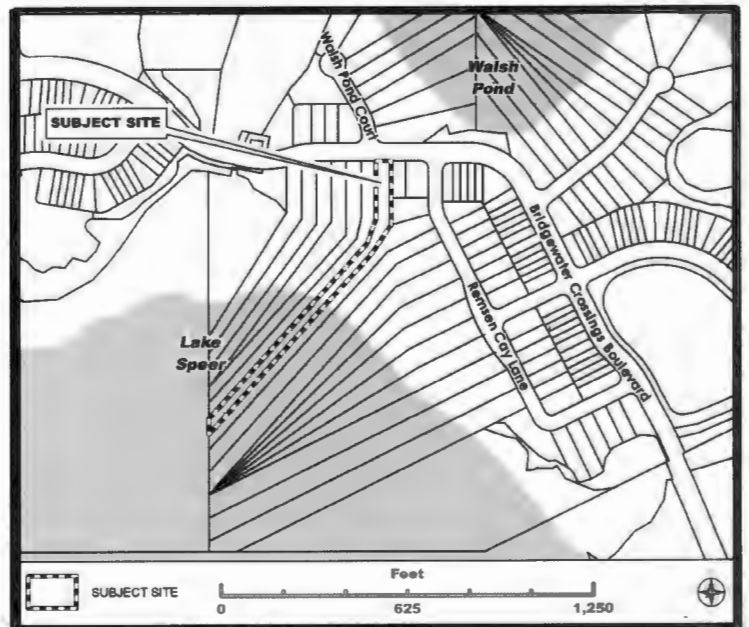 Walsh Pond Court
Walsh
Pond
SUBJECT SITE
Bridgewater Crossings Boulevard
Remsen Cay Lane
Lake
Speer
Feet
SUBJECT SITE
0 625 1,250